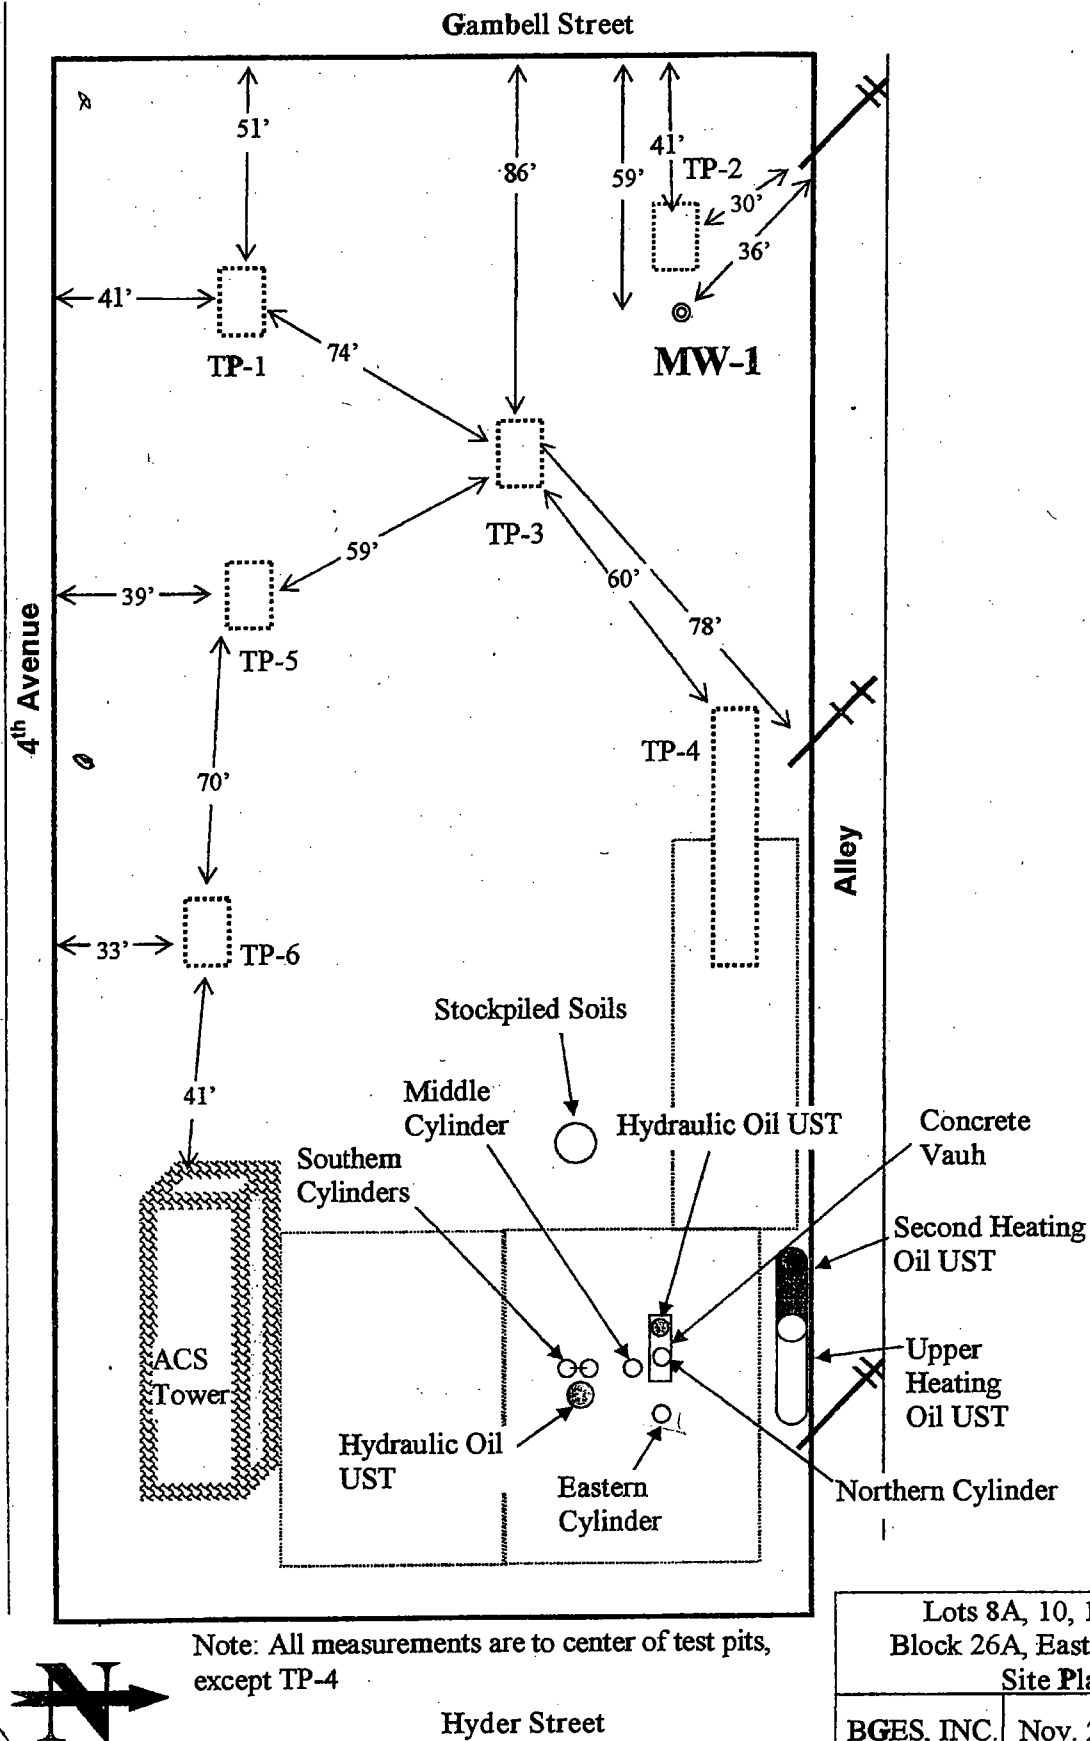 Gambell Street
51'
86'
59'
41'
TP-2
30'
36'
41'
TP-1
74'
MW-1
TP-3
59'
60'
78'
39'
TP-5
4th Avenue
TP-4
70'
Alley
33'
TP-6
Stockpiled Soils
41'
Middle
Cylinder
Hydraulic Oil UST
Concrete
Vauh
Southern
Cylinders
Second Heating
Oil UST
ACS
Tower
Upper
Heating
Oil UST
Hydraulic Oil
UST
Eastern
Cylinder
Northern Cylinder
Note: All measurements are to center of test pits,
except TP-4
N
Hyder Street
Lots 8A, 10, 1
Block 26A, East
Site Pla
BGES, INC.
Nov. 2